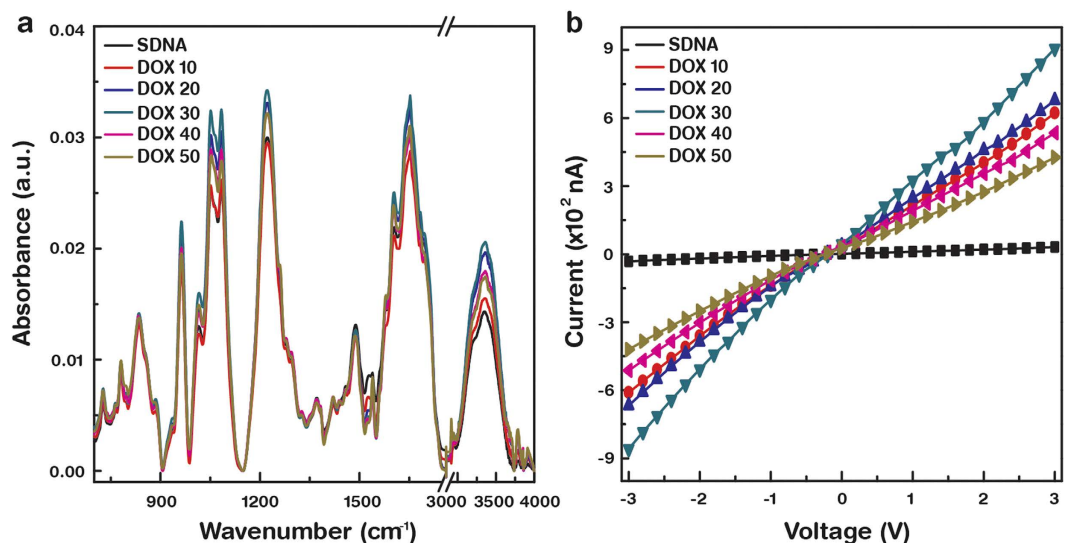 a
0.04
0.03
0.02
0.01
0.00
Absorbance (a.u.)
SDNA
DOX 10
DOX 20
DOX 30
DOX 40
DOX 50
900 1200 1500 3000 3500 4000
Wavenumber (cm-1)
b
9
6
3
0
-3
-6
-9
Current (x10² nA)
SDNA
DOX 10
DOX 20
DOX 30
DOX 40
DOX 50
-3 -2 -1 0 1 2 3
Voltage (V)